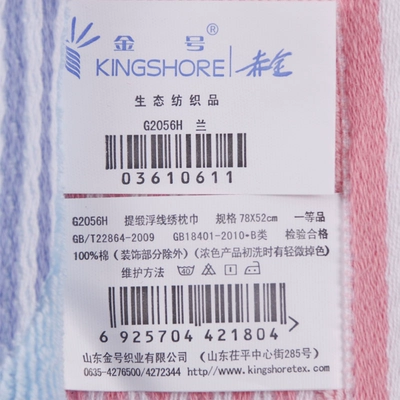 金号®
KINGSHORE 赤金
生态纺织品
G2056H 兰
03610611
G2056H 提缎浮线绣枕巾 规格 78X52cm 一等品
GB/T22864-2009 GB18401-2010*B类 检验合格
100%棉（装饰部分除外）（浓色产品初洗时有轻微掉色）
维护方法
6 925704 421804 >
山东金号织业有限公司 （山东茌平中心街285号）
0635-4276500/4272344 http://www.kingshoretex.com/